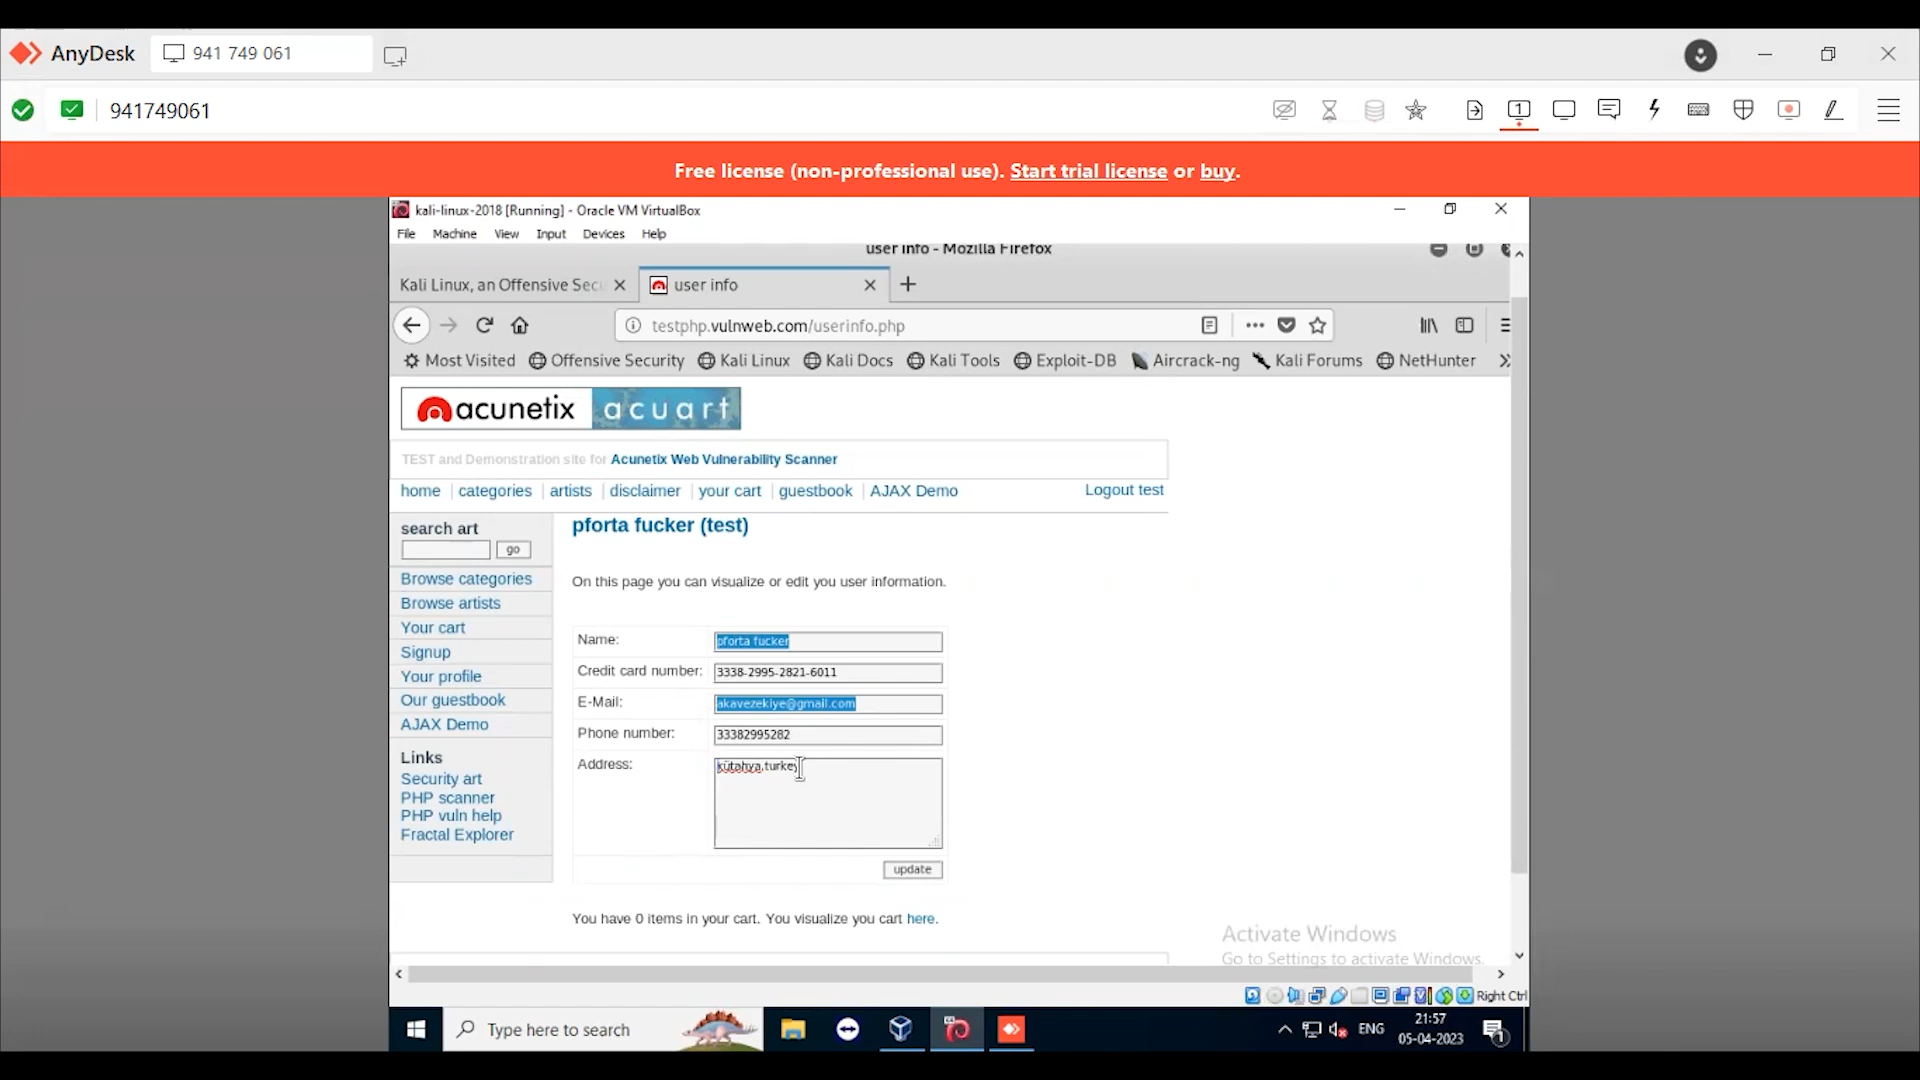 AnyDesk
941 749 061
941749061
1
Free license (non-professional use). Start trial license or buy.
kali-linux-2018 [Running] - Oracle VM VirtualBox
File Machine View Input Devices Help
user info - Mozilla Firefox
Kali Linux, an Offensive Secu
user info
testphp.vulnweb.com/userinfo.php
Most Visited Offensive Security Kali Linux Kali Docs Kali Tools Exploit-DB Aircrack-ng Kali Forums NetHunter
acunetix acuart
TEST and Demonstration site for Acunetix Web Vulnerability Scanner
home categories artists disclaimer your cart guestbook AJAX Demo Logout test
search art
go
Browse categories
Browse artists
Your cart
Signup
Your profile
Our guestbook
AJAX Demo
Links
Security art
PHP scanner
PHP vuln help
Fractal Explorer
pforta fucker (test)
On this page you can visualize or edit you user information.
Name: pforta fucker
Credit card number: 3338-2995-2821-6011
E-Mail: akavezekiye@gmail.com
Phone number: 33382995282
Address: kütahya,turkey
update
You have 0 items in your cart. You visualize you cart here.
Activate Windows
Go to Settings to activate Windows.
Right Ctrl
Type here to search
ENG
21:57
05-04-2023
1